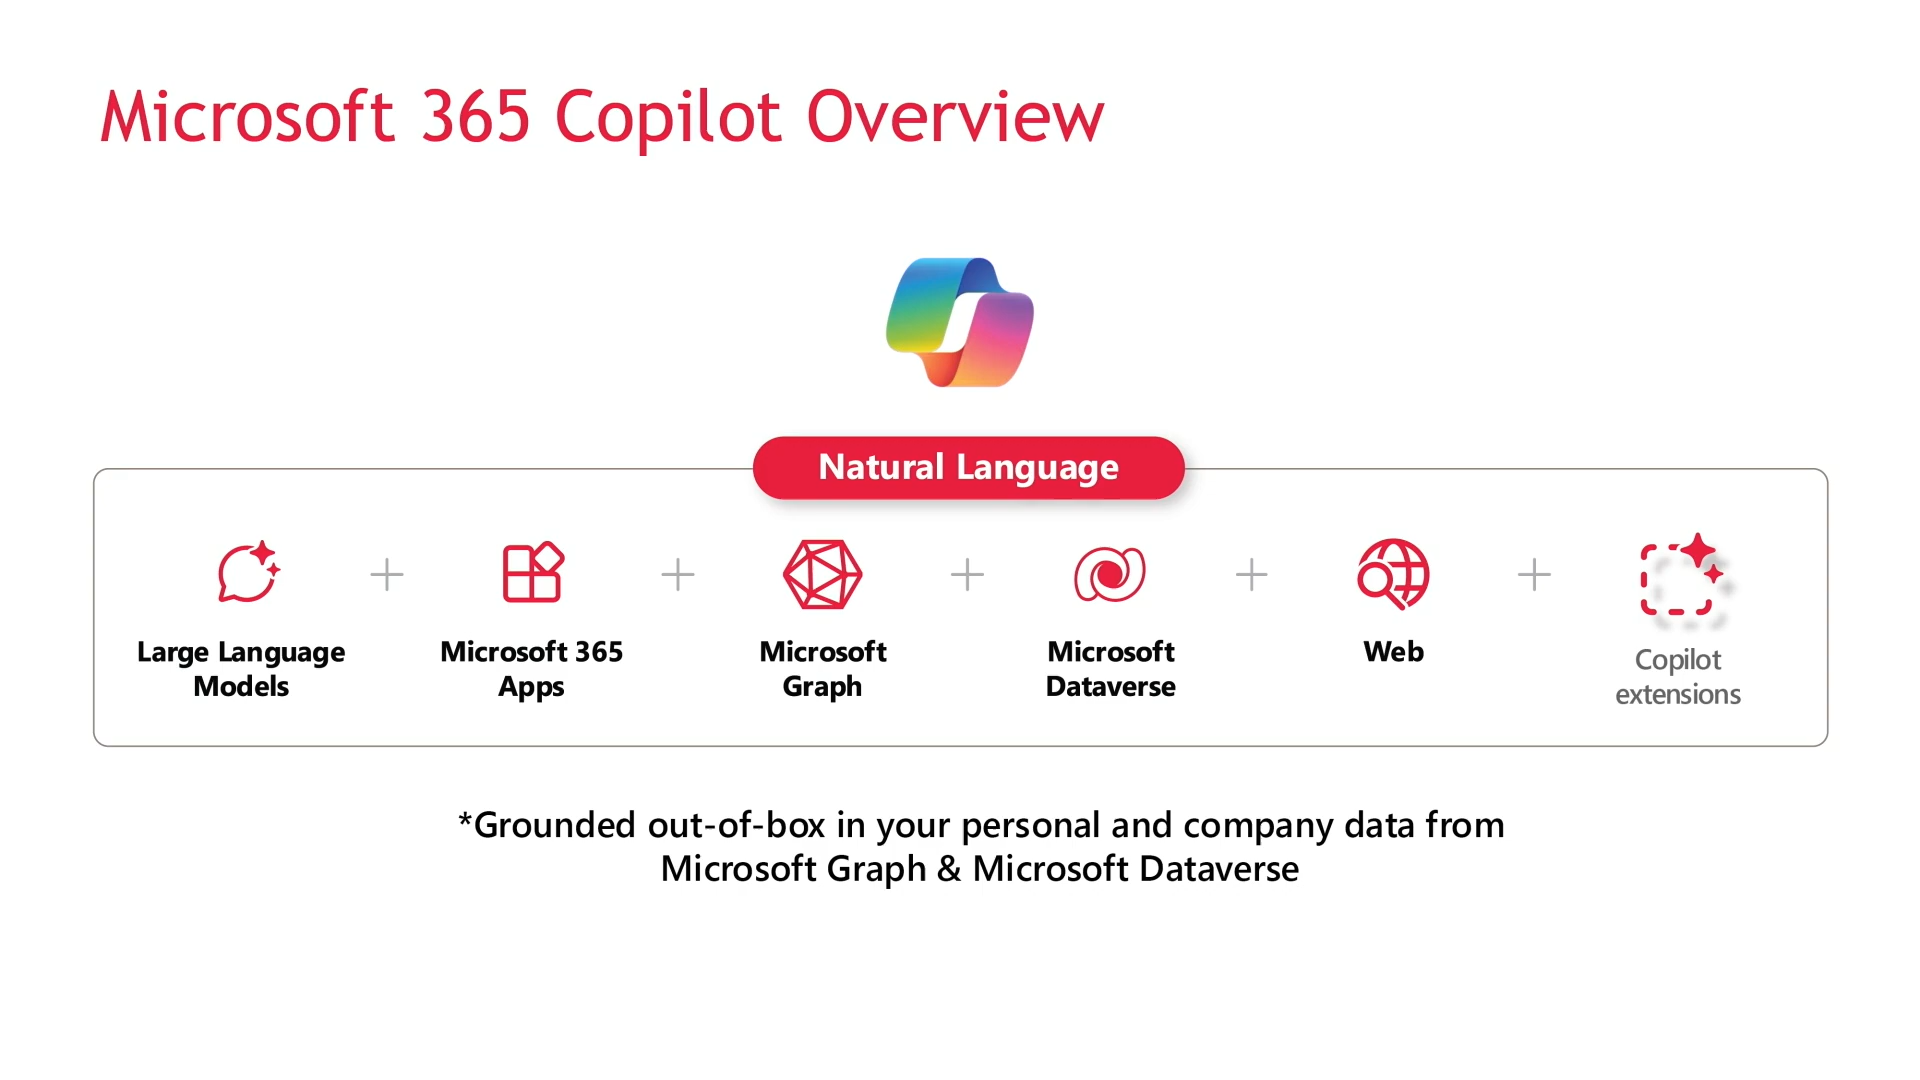 Microsoft 365 Copilot Overview
Natural Language
Large Language
Models
Microsoft 365
Apps
Microsoft
Graph
Microsoft
Dataverse
Web
Copilot
extensions
*Grounded out-of-box in your personal and company data from
Microsoft Graph & Microsoft Dataverse